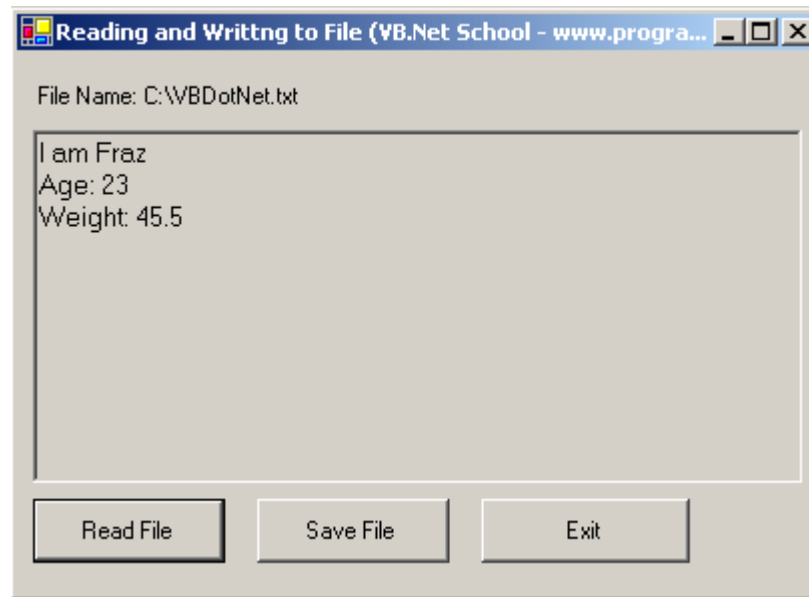 Reading and Writtng to File (VB.Net School - www.progra...
File Name: C:\VBDotNet.txt
I am Fraz
Age: 23
Weight: 45.5
Read File Save File Exit